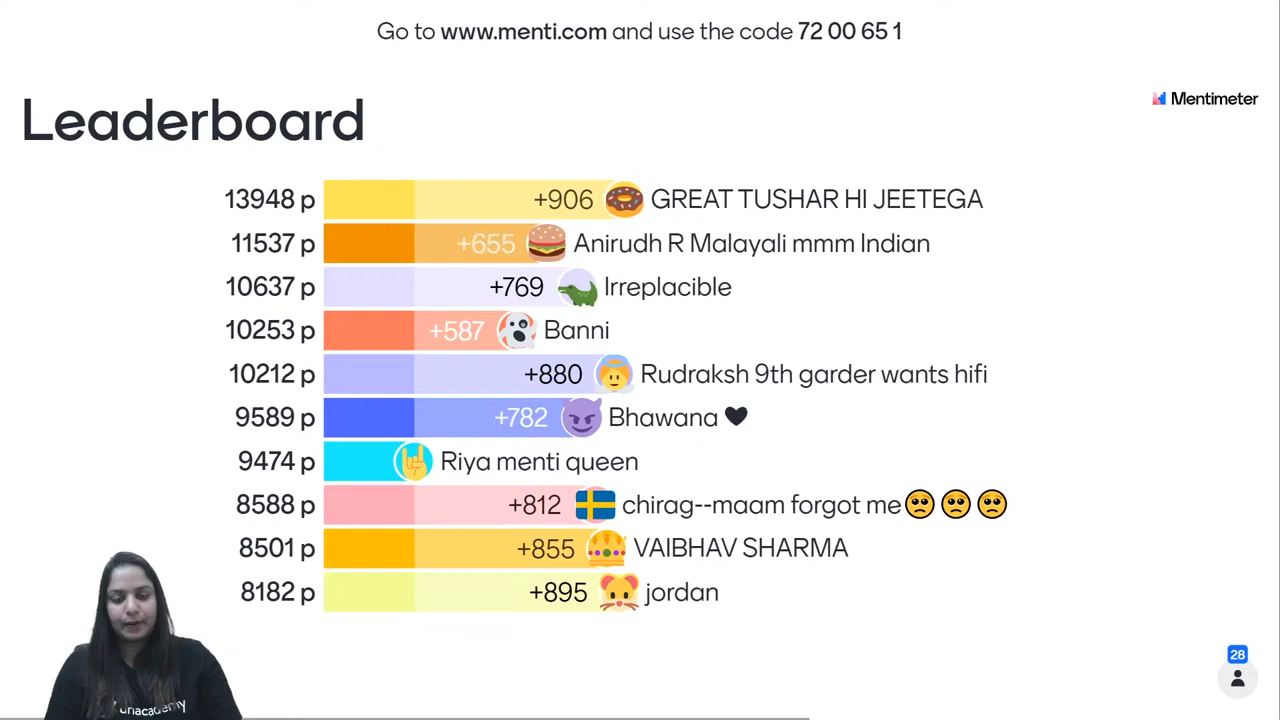 Go to www.menti.com and use the code 72 00 65 1
Mentimeter
Leaderboard
13948 p +906 GREAT TUSHAR HI JEETEGA
11537 p +655 Anirudh R Malayali mmm Indian
10637 p +769 Irreplacible
10253 p +587 Banni
10212 p +880 Rudraksh 9th garder wants hifi
9589 p +782 Bhawana 🖤
9474 p Riya menti queen
8588 p +812 chirag--maam forgot me🥺🥺🥺
8501 p +855 VAIBHAV SHARMA
8182 p +895 jordan
28
unacademy